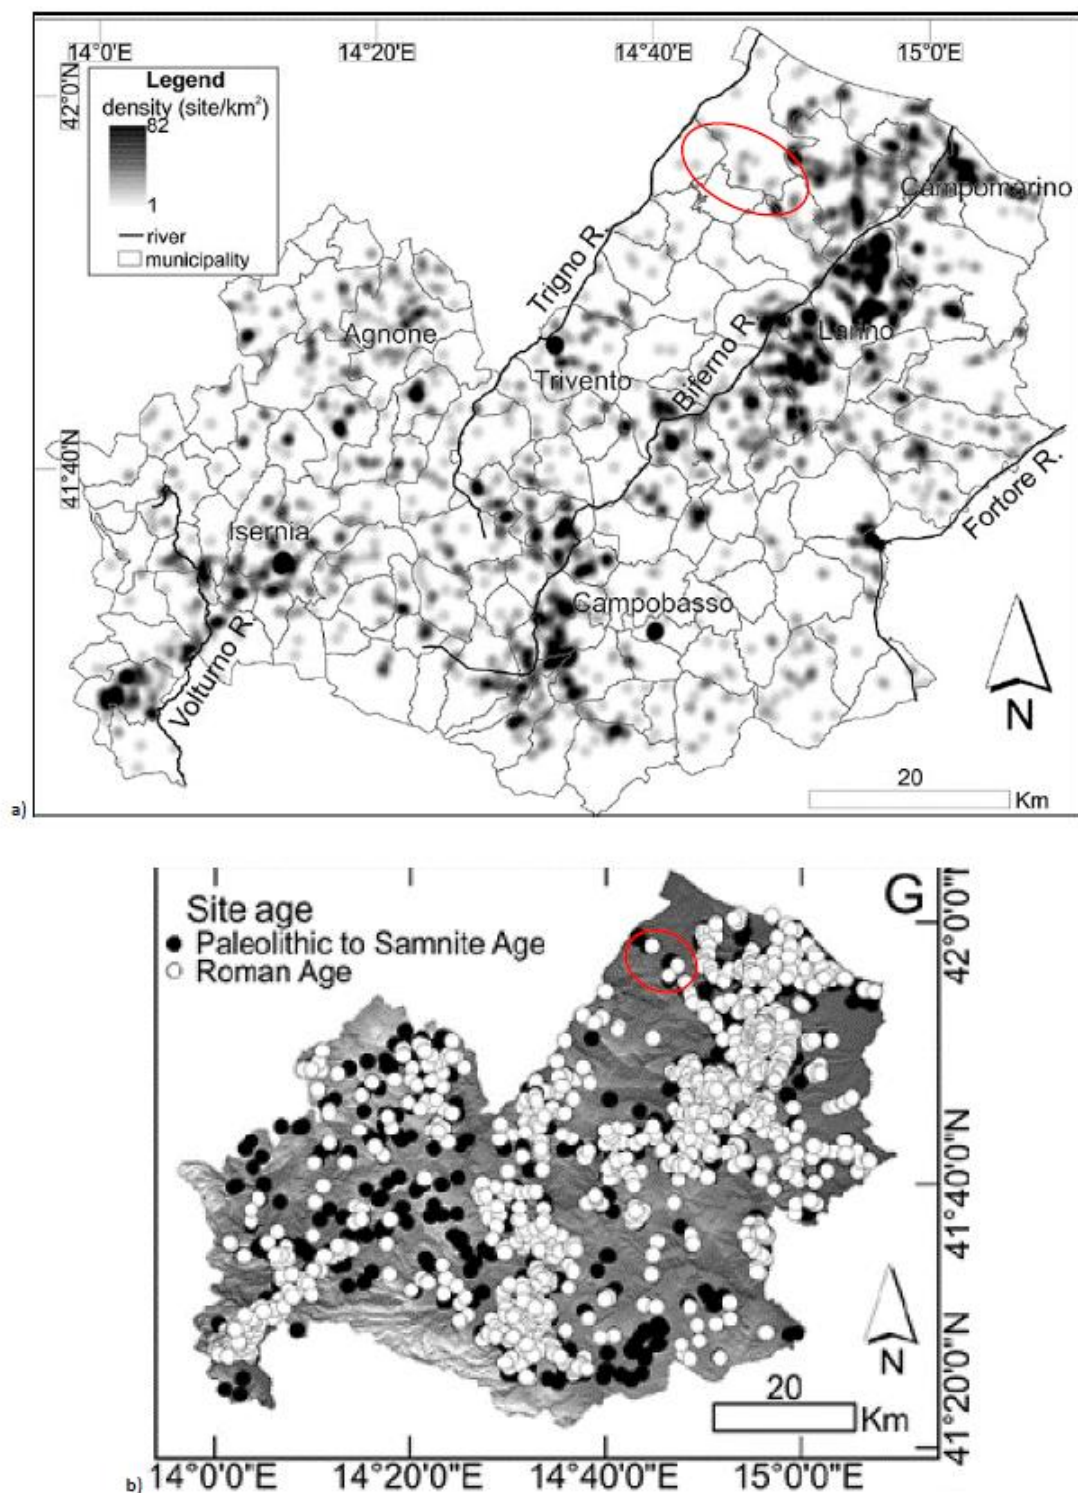 14°0'E 14°20'E 14°40'E 15°0'E
42°0'N
Legend
density (site/km²)
82
1
river
municipality
Campomarino
Trigno R.
Agnone
Larino
Biferno R.
Trivento
41°40'N
Fortore R.
Isernia
Campobasso
Volturno R.
N
20
Km
a)
G
Site age
Paleolithic to Samnite Age
Roman Age
42°0'0"
41°40'0"N
N
20
Km
41°20'0"N
b)
14°0'0"E 14°20'0"E 14°40'0"E 15°0'0"E